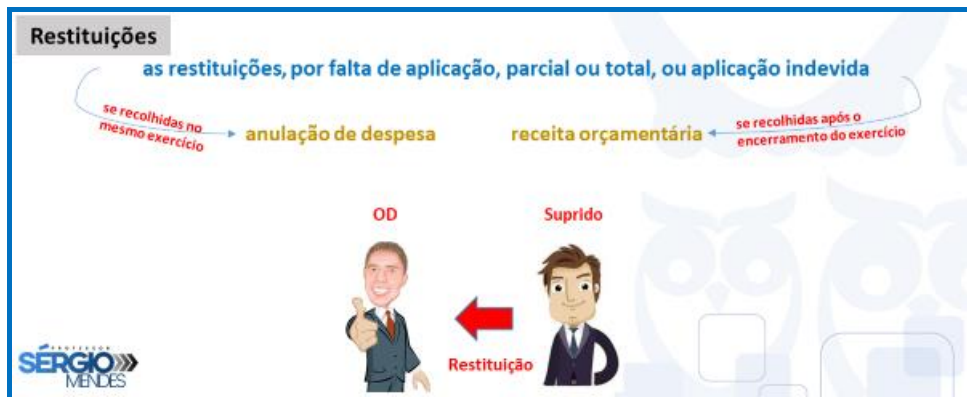 Restituições
as restituições, por falta de aplicação, parcial ou total, ou aplicação indevida
se recolhidas no
mesmo exercício
anulação de despesa
receita orçamentária
se recolhidas após o
encerramento do exercício
OD
Suprido
Restituição
PROFESSOR
SÉRGIO
MENDES